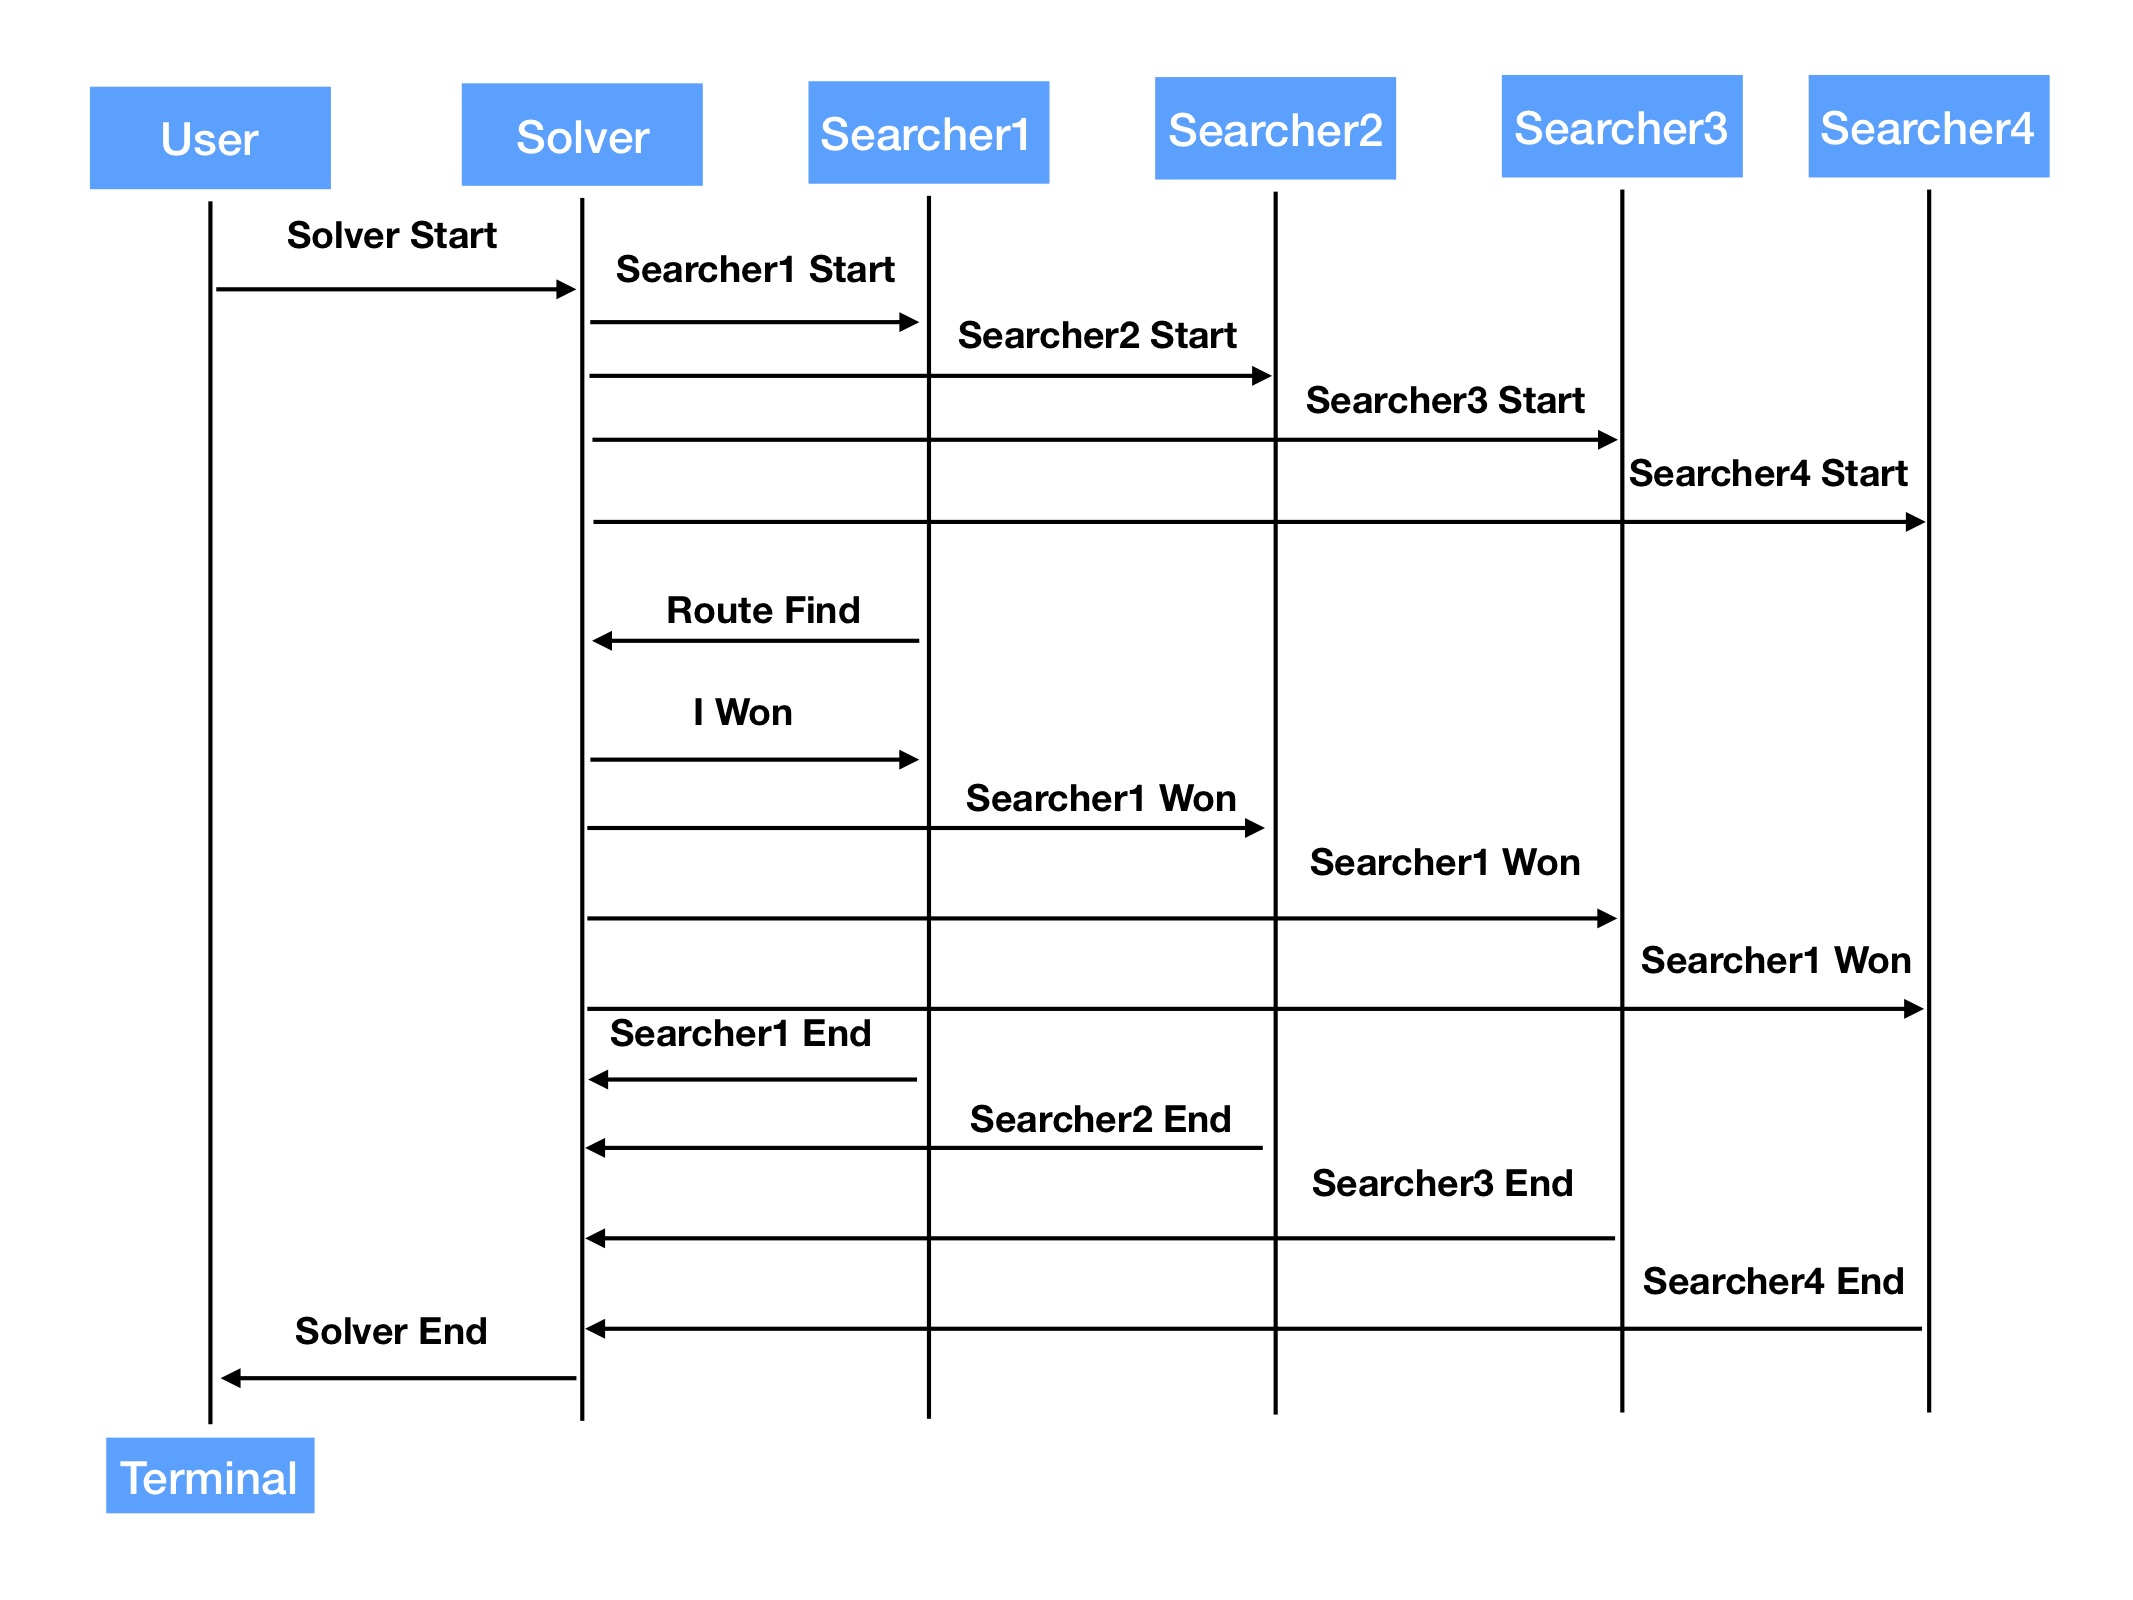 User
Solver
Searcher1
Searcher2
Searcher3
Searcher4
Solver Start
Searcher1 Start
Searcher2 Start
Searcher3 Start
Searcher4 Start
Route Find
I Won
Searcher1 Won
Searcher1 Won
Searcher1 Won
Searcher1 End
Searcher2 End
Searcher3 End
Searcher4 End
Solver End
Terminal